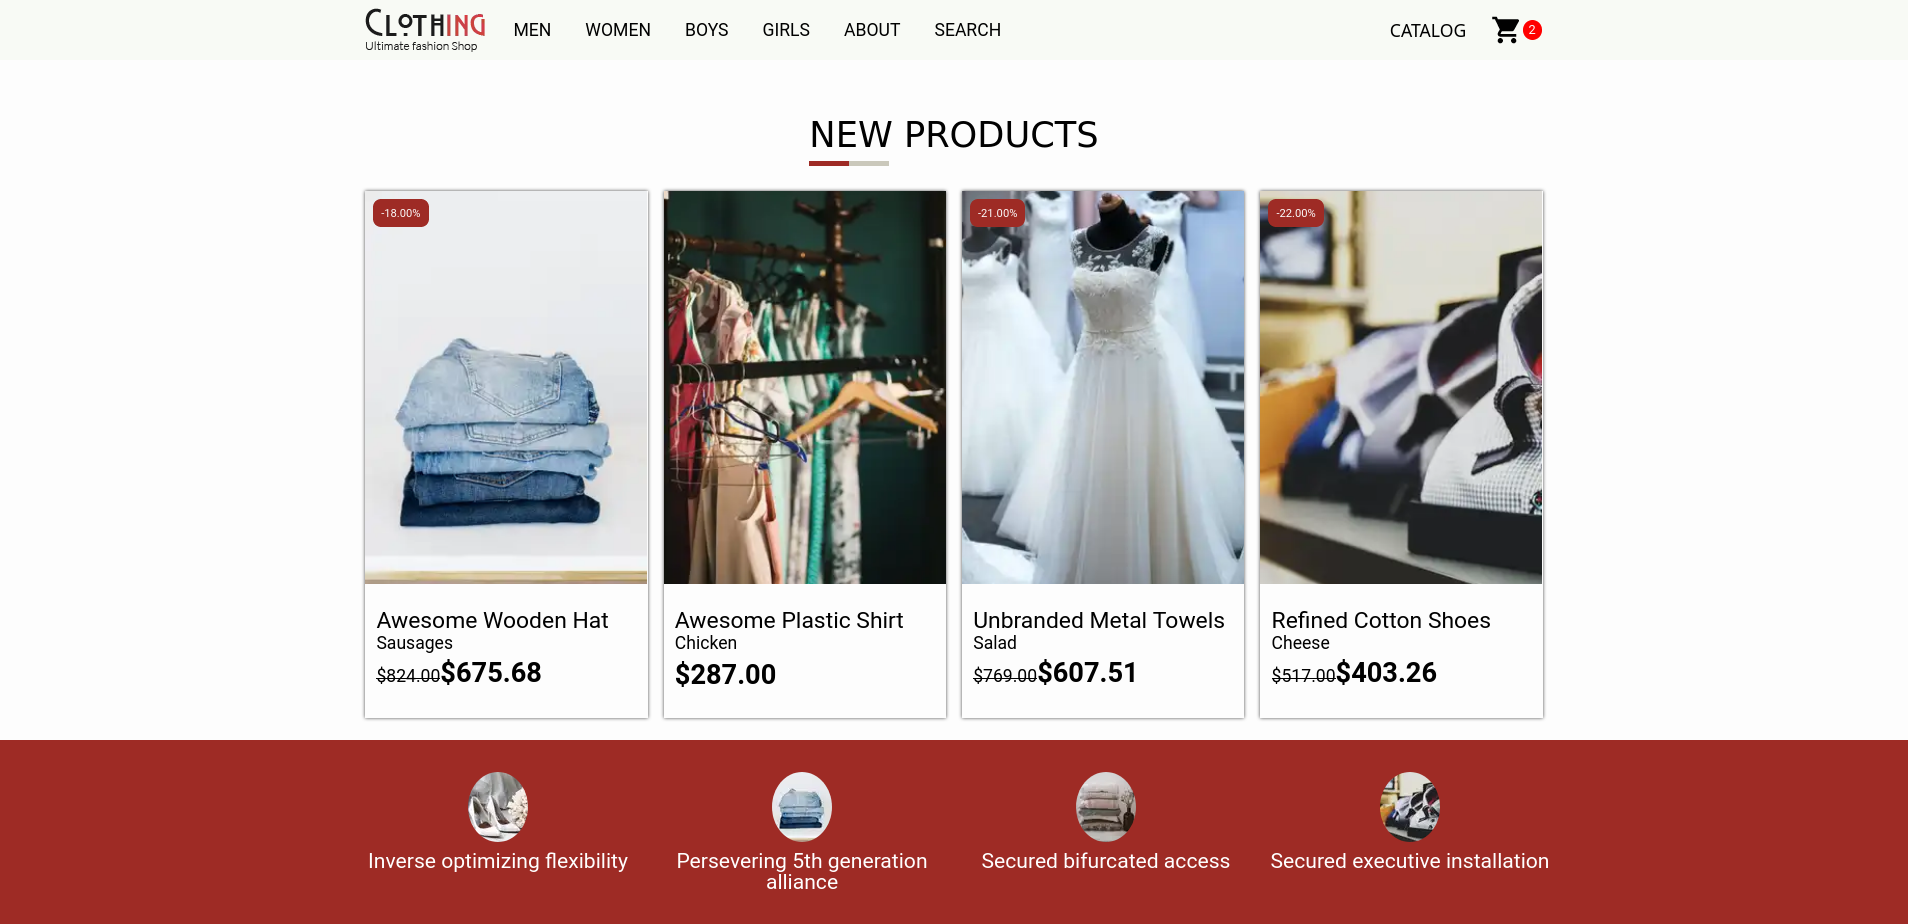 CLOTHING
Ultimate fashion Shop
MEN WOMEN BOYS GIRLS ABOUT SEARCH CATALOG 2
NEW PRODUCTS
-18.00%
-21.00%
-22.00%
Awesome Wooden Hat
Sausages
$824.00$675.68
Awesome Plastic Shirt
Chicken
$287.00
Unbranded Metal Towels
Salad
$769.00$607.51
Refined Cotton Shoes
Cheese
$517.00$403.26
Inverse optimizing flexibility
Persevering 5th generation
alliance
Secured bifurcated access
Secured executive installation